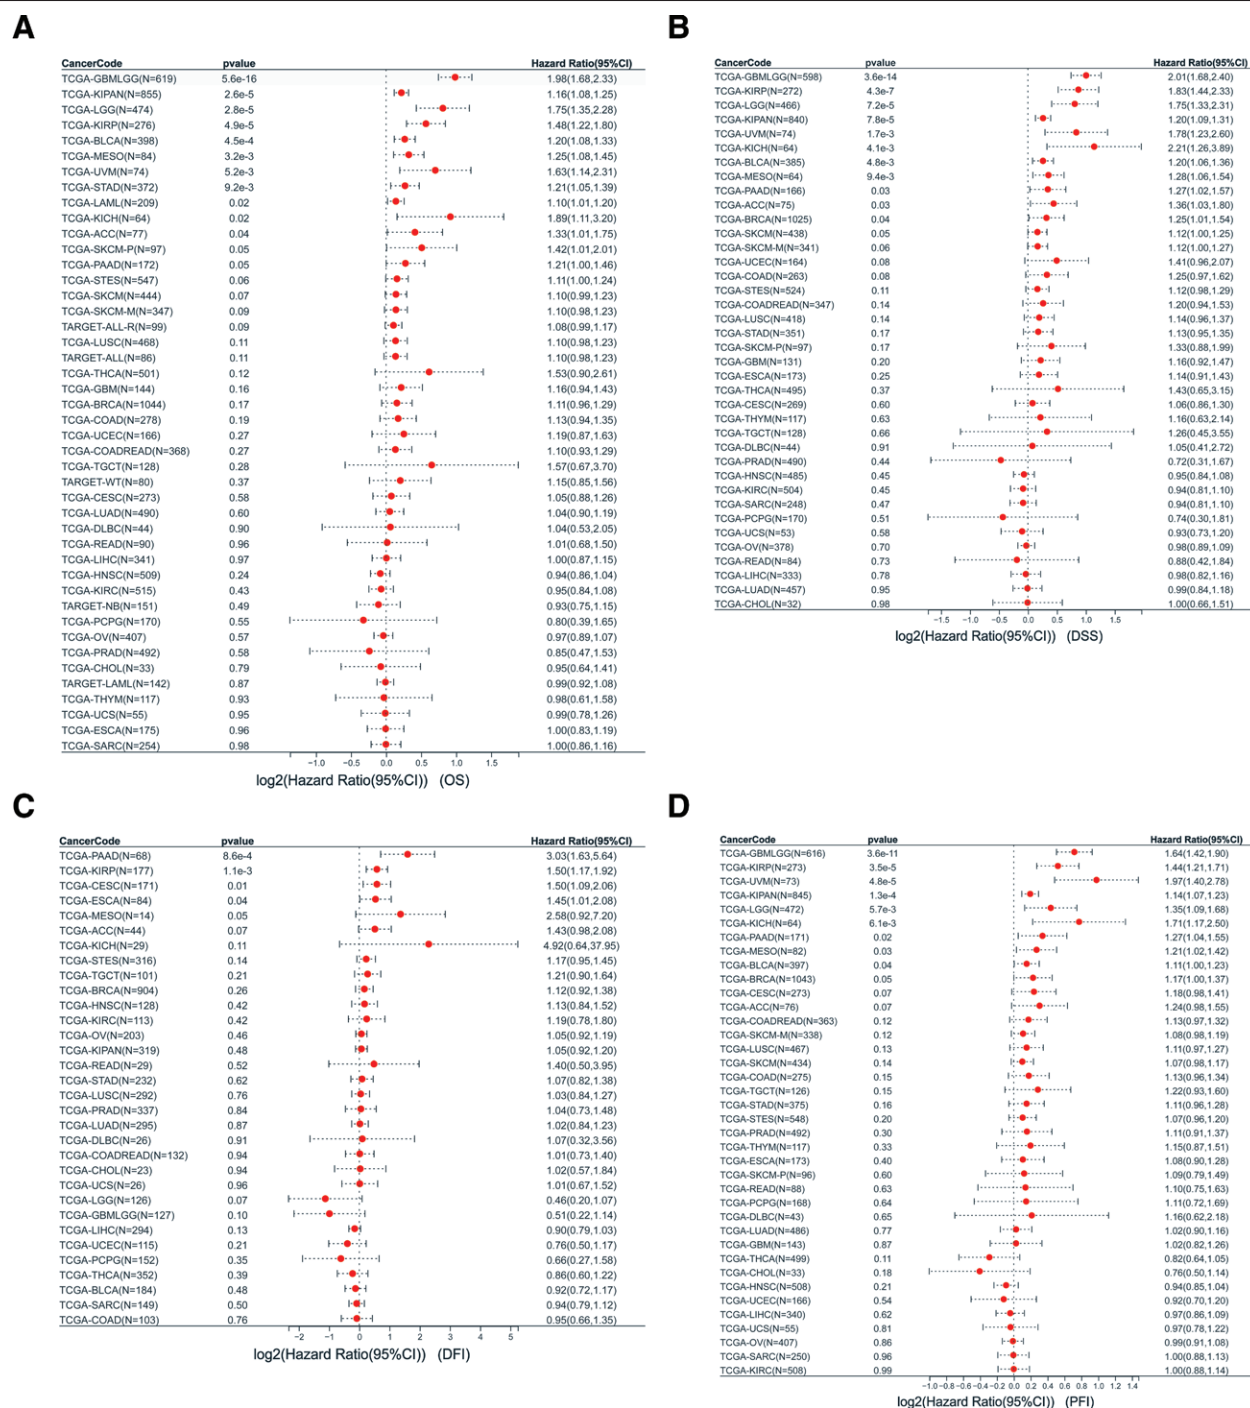 A
CancerCode pvalue Hazard Ratio(95%CI)
TCGA-GBMLGG(N=619) 5.6e-16 1.98(1.68,2.33)
TCGA-KIPAN(N=855) 2.6e-5 1.16(1.08,1.25)
TCGA-LGG(N=474) 2.8e-5 1.75(1.35,2.28)
TCGA-KIRP(N=276) 4.9e-5 1.48(1.22,1.80)
TCGA-BLCA(N=398) 4.5e-4 1.20(1.08,1.33)
TCGA-MESO(N=84) 3.2e-3 1.25(1.08,1.45)
TCGA-UVM(N=74) 5.2e-3 1.63(1.14,2.31)
TCGA-STAD(N=372) 9.2e-3 1.21(1.05,1.39)
TCGA-LAML(N=209) 0.02 1.10(1.01,1.20)
TCGA-KICH(N=64) 0.02 1.89(1.11,3.20)
TCGA-ACC(N=77) 0.04 1.33(1.01,1.75)
TCGA-SKCM-P(N=97) 0.05 1.42(1.01,2.01)
TCGA-PAAD(N=172) 0.05 1.21(1.00,1.46)
TCGA-STES(N=547) 0.06 1.11(1.00,1.24)
TCGA-SKCM(N=444) 0.07 1.10(0.99,1.23)
TCGA-SKCM-M(N=347) 0.09 1.10(0.98,1.23)
TARGET-ALL-R(N=99) 0.09 1.08(0.99,1.17)
TCGA-LUSC(N=468) 0.11 1.10(0.98,1.23)
TARGET-ALL(N=86) 0.11 1.10(0.98,1.23)
TCGA-THCA(N=501) 0.12 1.53(0.90,2.61)
TCGA-GBM(N=144) 0.16 1.16(0.94,1.43)
TCGA-BRCA(N=1044) 0.17 1.11(0.96,1.29)
TCGA-COAD(N=278) 0.19 1.13(0.94,1.35)
TCGA-UCEC(N=166) 0.27 1.19(0.87,1.63)
TCGA-COADREAD(N=368) 0.27 1.10(0.93,1.29)
TCGA-TGCT(N=128) 0.28 1.57(0.67,3.70)
TARGET-WT(N=80) 0.37 1.15(0.85,1.56)
TCGA-CESC(N=273) 0.58 1.05(0.88,1.26)
TCGA-LUAD(N=490) 0.60 1.04(0.90,1.19)
TCGA-DLBC(N=44) 0.90 1.04(0.53,2.05)
TCGA-READ(N=90) 0.96 1.01(0.68,1.50)
TCGA-LIHC(N=341) 0.97 1.00(0.87,1.15)
TCGA-HNSC(N=509) 0.24 0.94(0.86,1.04)
TCGA-KIRC(N=515) 0.43 0.95(0.84,1.08)
TARGET-NB(N=151) 0.49 0.93(0.75,1.15)
TCGA-PCPG(N=170) 0.55 0.80(0.39,1.65)
TCGA-OV(N=407) 0.57 0.97(0.89,1.07)
TCGA-PRAD(N=492) 0.58 0.85(0.47,1.53)
TCGA-CHOL(N=33) 0.79 0.95(0.64,1.41)
TARGET-LAML(N=142) 0.87 0.99(0.92,1.08)
TCGA-THYM(N=117) 0.93 0.98(0.61,1.58)
TCGA-UCS(N=55) 0.95 0.99(0.78,1.26)
TCGA-ESCA(N=175) 0.96 1.00(0.83,1.19)
TCGA-SARC(N=254) 0.98 1.00(0.86,1.16)
−1.0 −0.5 0.0 0.5 1.0 1.5
log2(Hazard Ratio(95%CI)) (OS)
B
CancerCode pvalue Hazard Ratio(95%CI)
TCGA-GBMLGG(N=598) 3.6e-14 2.01(1.68,2.40)
TCGA-KIRP(N=272) 4.3e-7 1.83(1.44,2.33)
TCGA-LGG(N=466) 7.2e-5 1.75(1.33,2.31)
TCGA-KIPAN(N=840) 7.8e-5 1.20(1.09,1.31)
TCGA-UVM(N=74) 1.7e-3 1.78(1.23,2.60)
TCGA-KICH(N=64) 4.1e-3 2.21(1.26,3.89)
TCGA-BLCA(N=385) 4.8e-3 1.20(1.06,1.36)
TCGA-MESO(N=64) 9.4e-3 1.28(1.06,1.54)
TCGA-PAAD(N=166) 0.03 1.27(1.02,1.57)
TCGA-ACC(N=75) 0.03 1.36(1.03,1.80)
TCGA-BRCA(N=1025) 0.04 1.25(1.01,1.54)
TCGA-SKCM(N=438) 0.05 1.12(1.00,1.25)
TCGA-SKCM-M(N=341) 0.06 1.12(1.00,1.27)
TCGA-UCEC(N=164) 0.08 1.41(0.96,2.07)
TCGA-COAD(N=263) 0.08 1.25(0.97,1.62)
TCGA-STES(N=524) 0.11 1.12(0.98,1.29)
TCGA-COADREAD(N=347) 0.14 1.20(0.94,1.53)
TCGA-LUSC(N=418) 0.14 1.14(0.96,1.37)
TCGA-STAD(N=351) 0.17 1.13(0.95,1.35)
TCGA-SKCM-P(N=97) 0.17 1.33(0.88,1.99)
TCGA-GBM(N=131) 0.20 1.16(0.92,1.47)
TCGA-ESCA(N=173) 0.25 1.14(0.91,1.43)
TCGA-THCA(N=495) 0.37 1.43(0.65,3.15)
TCGA-CESC(N=269) 0.60 1.06(0.86,1.30)
TCGA-THYM(N=117) 0.63 1.16(0.63,2.14)
TCGA-TGCT(N=128) 0.66 1.26(0.45,3.55)
TCGA-DLBC(N=44) 0.91 1.05(0.41,2.72)
TCGA-PRAD(N=490) 0.44 0.72(0.31,1.67)
TCGA-HNSC(N=485) 0.45 0.95(0.84,1.08)
TCGA-KIRC(N=504) 0.45 0.94(0.81,1.10)
TCGA-SARC(N=248) 0.47 0.94(0.81,1.10)
TCGA-PCPG(N=170) 0.51 0.74(0.30,1.81)
TCGA-UCS(N=53) 0.58 0.93(0.73,1.20)
TCGA-OV(N=378) 0.70 0.98(0.89,1.09)
TCGA-READ(N=84) 0.73 0.88(0.42,1.84)
TCGA-LIHC(N=333) 0.78 0.98(0.82,1.16)
TCGA-LUAD(N=457) 0.95 0.99(0.84,1.18)
TCGA-CHOL(N=32) 0.98 1.00(0.66,1.51)
−1.5 −1.0 −0.5 0.0 0.5 1.0 1.5
log2(Hazard Ratio(95%CI)) (DSS)
C
CancerCode pvalue Hazard Ratio(95%CI)
TCGA-PAAD(N=68) 8.6e-4 3.03(1.63,5.64)
TCGA-KIRP(N=177) 1.1e-3 1.50(1.17,1.92)
TCGA-CESC(N=171) 0.01 1.50(1.09,2.06)
TCGA-ESCA(N=84) 0.04 1.45(1.01,2.08)
TCGA-MESO(N=14) 0.05 2.58(0.92,7.20)
TCGA-ACC(N=44) 0.07 1.43(0.98,2.08)
TCGA-KICH(N=29) 0.11 4.92(0.64,37.95)
TCGA-STES(N=316) 0.14 1.17(0.95,1.45)
TCGA-TGCT(N=101) 0.21 1.21(0.90,1.64)
TCGA-BRCA(N=904) 0.26 1.12(0.92,1.38)
TCGA-HNSC(N=128) 0.42 1.13(0.84,1.52)
TCGA-KIRC(N=113) 0.42 1.19(0.78,1.80)
TCGA-OV(N=203) 0.46 1.05(0.92,1.19)
TCGA-KIPAN(N=319) 0.48 1.05(0.92,1.20)
TCGA-READ(N=29) 0.52 1.40(0.50,3.95)
TCGA-STAD(N=232) 0.62 1.07(0.82,1.38)
TCGA-LUSC(N=292) 0.76 1.03(0.84,1.27)
TCGA-PRAD(N=337) 0.84 1.04(0.73,1.48)
TCGA-LUAD(N=295) 0.87 1.02(0.84,1.23)
TCGA-DLBC(N=26) 0.91 1.07(0.32,3.56)
TCGA-COADREAD(N=132) 0.94 1.01(0.73,1.40)
TCGA-CHOL(N=23) 0.94 1.02(0.57,1.84)
TCGA-UCS(N=26) 0.96 1.01(0.67,1.52)
TCGA-LGG(N=126) 0.07 0.46(0.20,1.07)
TCGA-GBMLGG(N=127) 0.10 0.51(0.22,1.14)
TCGA-LIHC(N=294) 0.13 0.90(0.79,1.03)
TCGA-UCEC(N=115) 0.21 0.76(0.50,1.17)
TCGA-PCPG(N=152) 0.35 0.66(0.27,1.58)
TCGA-THCA(N=352) 0.39 0.86(0.60,1.22)
TCGA-BLCA(N=184) 0.48 0.92(0.72,1.17)
TCGA-SARC(N=149) 0.50 0.94(0.79,1.12)
TCGA-COAD(N=103) 0.76 0.95(0.66,1.35)
−2 −1 0 1 2 3 4 5
log2(Hazard Ratio(95%CI)) (DFI)
D
CancerCode pvalue Hazard Ratio(95%CI)
TCGA-GBMLGG(N=616) 3.6e-11 1.64(1.42,1.90)
TCGA-KIRP(N=273) 3.5e-5 1.44(1.21,1.71)
TCGA-UVM(N=73) 4.8e-5 1.97(1.40,2.78)
TCGA-KIPAN(N=845) 1.3e-4 1.14(1.07,1.23)
TCGA-LGG(N=472) 5.7e-3 1.35(1.09,1.68)
TCGA-KICH(N=64) 6.1e-3 1.71(1.17,2.50)
TCGA-PAAD(N=171) 0.02 1.27(1.04,1.55)
TCGA-MESO(N=82) 0.03 1.21(1.02,1.42)
TCGA-BLCA(N=397) 0.04 1.11(1.00,1.23)
TCGA-BRCA(N=1043) 0.05 1.17(1.00,1.37)
TCGA-CESC(N=273) 0.07 1.18(0.98,1.41)
TCGA-ACC(N=76) 0.07 1.24(0.98,1.55)
TCGA-COADREAD(N=363) 0.12 1.13(0.97,1.32)
TCGA-SKCM-M(N=338) 0.12 1.08(0.98,1.19)
TCGA-LUSC(N=467) 0.13 1.11(0.97,1.27)
TCGA-SKCM(N=434) 0.14 1.07(0.98,1.17)
TCGA-COAD(N=275) 0.15 1.13(0.96,1.34)
TCGA-TGCT(N=126) 0.15 1.22(0.93,1.60)
TCGA-STAD(N=375) 0.16 1.11(0.96,1.28)
TCGA-STES(N=548) 0.20 1.07(0.96,1.20)
TCGA-PRAD(N=492) 0.30 1.11(0.91,1.37)
TCGA-THYM(N=117) 0.33 1.15(0.87,1.51)
TCGA-ESCA(N=173) 0.40 1.08(0.90,1.28)
TCGA-SKCM-P(N=96) 0.60 1.09(0.79,1.49)
TCGA-READ(N=88) 0.63 1.10(0.75,1.63)
TCGA-PCPG(N=168) 0.64 1.11(0.72,1.69)
TCGA-DLBC(N=43) 0.65 1.16(0.62,2.18)
TCGA-LUAD(N=486) 0.77 1.02(0.90,1.16)
TCGA-GBM(N=143) 0.87 1.02(0.82,1.26)
TCGA-THCA(N=499) 0.11 0.82(0.64,1.05)
TCGA-CHOL(N=33) 0.18 0.76(0.50,1.14)
TCGA-HNSC(N=508) 0.21 0.94(0.85,1.04)
TCGA-UCEC(N=166) 0.54 0.92(0.70,1.20)
TCGA-LIHC(N=340) 0.62 0.97(0.86,1.09)
TCGA-UCS(N=55) 0.81 0.97(0.78,1.22)
TCGA-OV(N=407) 0.86 0.99(0.91,1.08)
TCGA-SARC(N=250) 0.96 1.00(0.88,1.13)
TCGA-KIRC(N=508) 0.99 1.00(0.88,1.14)
−1.0 −0.8 −0.6 −0.4 −0.2 0.0 0.2 0.4 0.6 0.8 1.0 1.2 1.4
log2(Hazard Ratio(95%CI)) (PFI)